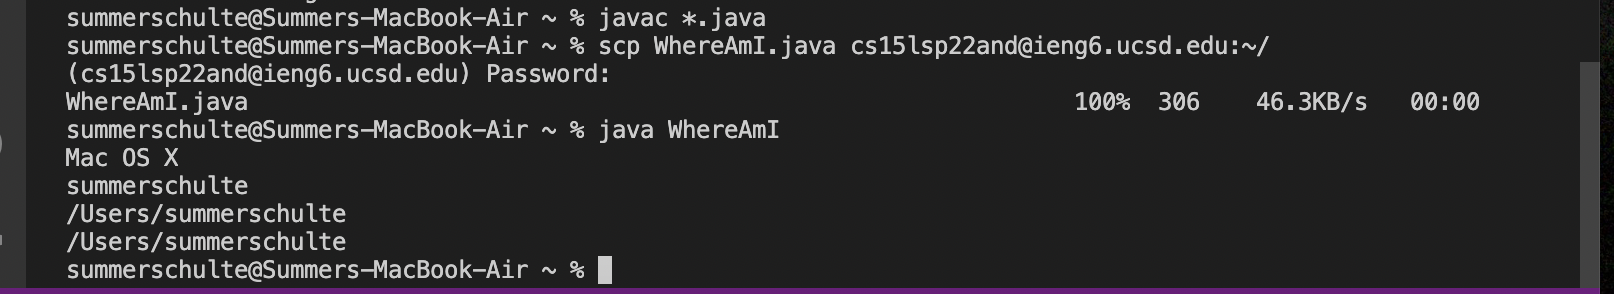 summerschulte@Summers-MacBook-Air ~ % javac *.java
summerschulte@Summers-MacBook-Air ~ % scp WhereAmI.java cs15lsp22and@ieng6.ucsd.edu:~/
(cs15lsp22and@ieng6.ucsd.edu) Password:
WhereAmI.java 100% 306 46.3KB/s 00:00
summerschulte@Summers-MacBook-Air ~ % java WhereAmI
Mac OS X
summerschulte
/Users/summerschulte
/Users/summerschulte
summerschulte@Summers-MacBook-Air ~ %